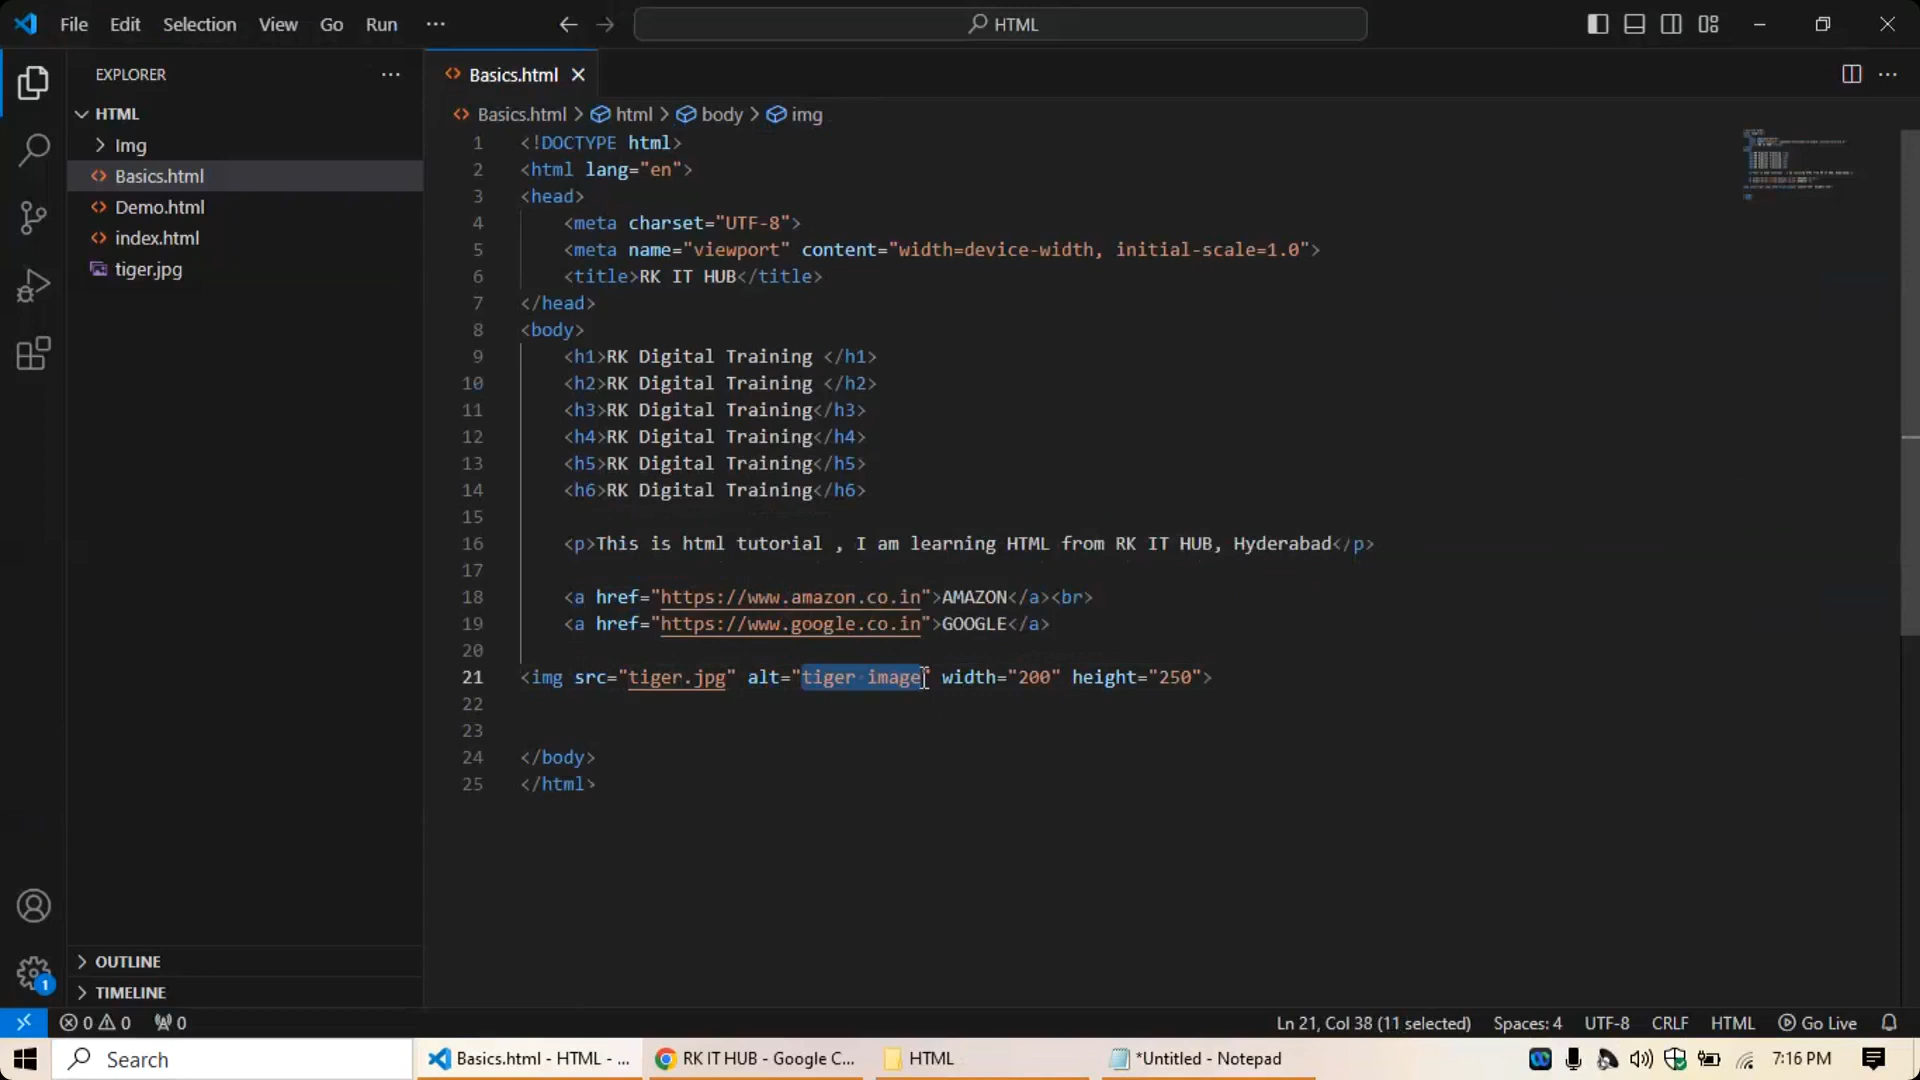 File Edit Selection View Go Run ···
HTML
EXPLORER ···
HTML
Img
Basics.html
Demo.html
index.html
tiger.jpg
OUTLINE
TIMELINE
Basics.html
Basics.html > html > body > img
1 <!DOCTYPE html>
2 <html lang="en">
3 <head>
4 <meta charset="UTF-8">
5 <meta name="viewport" content="width=device-width, initial-scale=1.0">
6 <title>RK IT HUB</title>
7 </head>
8 <body>
9 <h1>RK Digital Training </h1>
10 <h2>RK Digital Training </h2>
11 <h3>RK Digital Training</h3>
12 <h4>RK Digital Training</h4>
13 <h5>RK Digital Training</h5>
14 <h6>RK Digital Training</h6>
15
16 <p>This is html tutorial , I am learning HTML from RK IT HUB, Hyderabad</p>
17
18 <a href="https://www.amazon.co.in">AMAZON</a><br>
19 <a href="https://www.google.co.in">GOOGLE</a>
20
21 <img src="tiger.jpg" alt="tiger image" width="200" height="250">
22
23
24 </body>
25 </html>
1
0 0 0 Ln 21, Col 38 (11 selected) Spaces: 4 UTF-8 CRLF HTML Go Live
Search Basics.html - HTML - ... RK IT HUB - Google C... HTML *Untitled - Notepad 7:16 PM